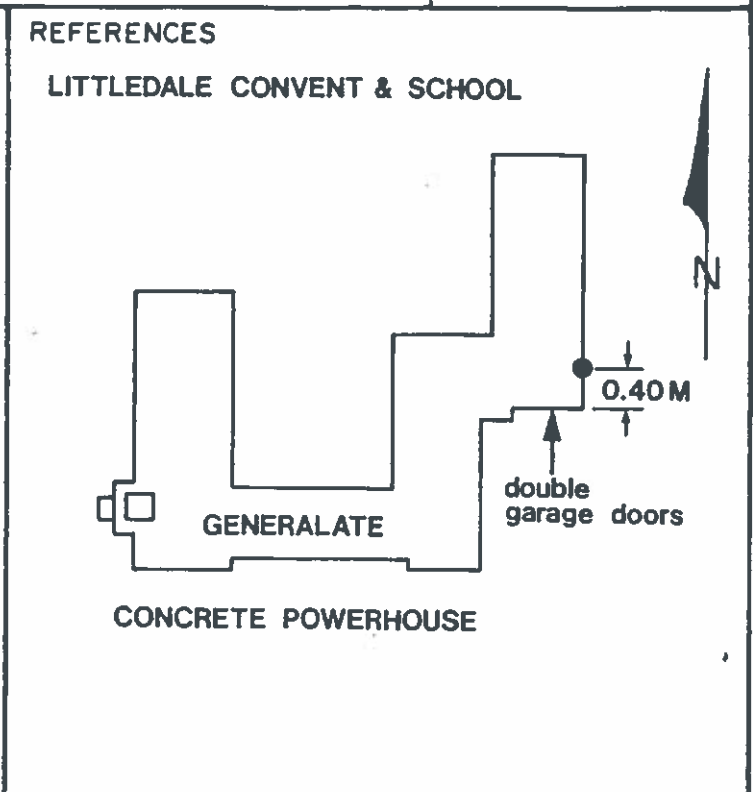 REFERENCES
LITTLEDALE CONVENT & SCHOOL
N
0.40 M
double
garage doors
GENERALATE
CONCRETE POWERHOUSE